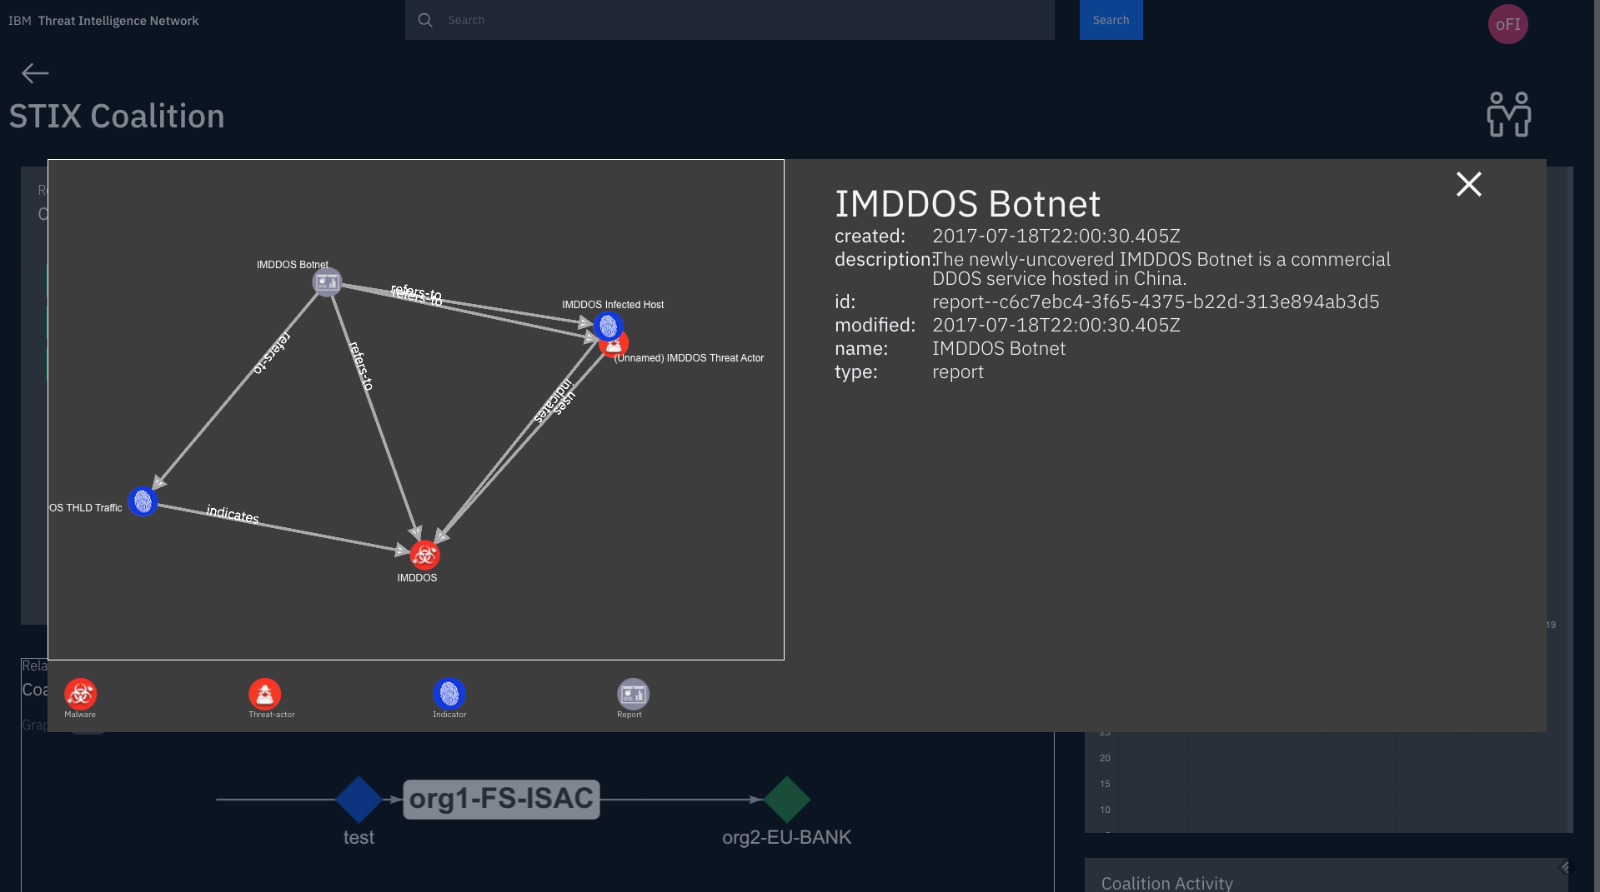 IBM Threat Intelligence Network
Search
Search
oFI
STIX Coalition
IMDDOS Botnet
refers-to
refers-to
IMDDOS Infected Host
(Unnamed) IMDDOS Threat Actor
refers-to
refers-to
indicates
uses
OS THLD Traffic
indicates
IMDDOS
Malware
Threat-actor
Indicator
Report
IMDDOS Botnet
created: 2017-07-18T22:00:30.405Z
description: The newly-uncovered IMDDOS Botnet is a commercial
DDOS service hosted in China.
id: report--c6c7ebc4-3f65-4375-b22d-313e894ab3d5
modified: 2017-07-18T22:00:30.405Z
name: IMDDOS Botnet
type: report
19
Rela
Coa
Grap
25
20
15
10
org1-FS-ISAC
test
org2-EU-BANK
Coalition Activity